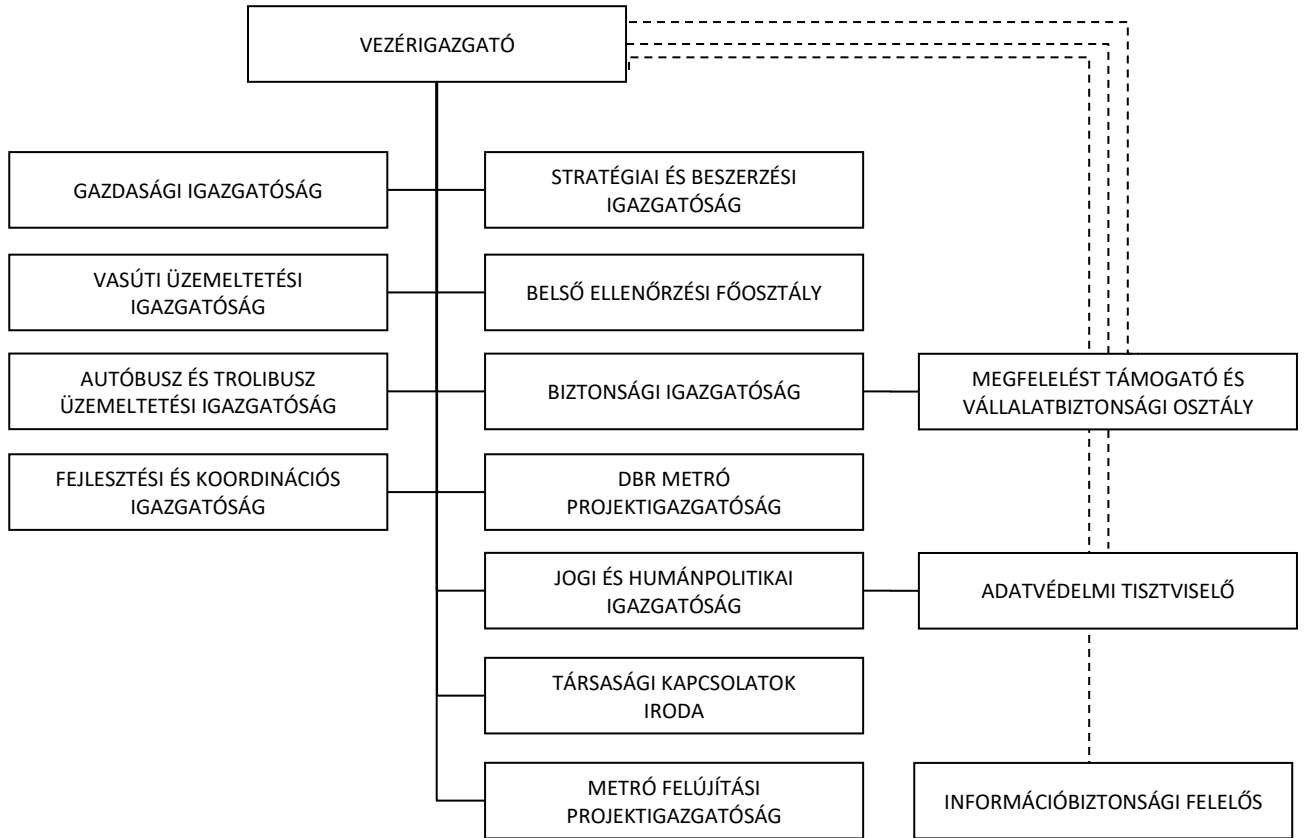 VEZÉRIGAZGATÓ
GAZDASÁGI IGAZGATÓSÁG
STRATÉGIAI ÉS BESZERZÉSI
IGAZGATÓSÁG
VASÚTI ÜZEMELTETÉSI
IGAZGATÓSÁG
BELSŐ ELLENŐRZÉSI FŐOSZTÁLY
AUTÓBUSZ ÉS TROLIBUSZ
ÜZEMELTETÉSI IGAZGATÓSÁG
BIZTONSÁGI IGAZGATÓSÁG
MEGFELELÉST TÁMOGATÓ ÉS
VÁLLALATBIZTONSÁGI OSZTÁLY
FEJLESZTÉSI ÉS KOORDINÁCIÓS
IGAZGATÓSÁG
DBR METRÓ
PROJEKTIGAZGATÓSÁG
JOGI ÉS HUMÁNPOLITIKAI
IGAZGATÓSÁG
ADATVÉDELMI TISZTVISELŐ
TÁRSASÁGI KAPCSOLATOK
IRODA
METRÓ FELÚJÍTÁSI
PROJEKTIGAZGATÓSÁG
INFORMÁCIÓBIZTONSÁGI FELELŐS